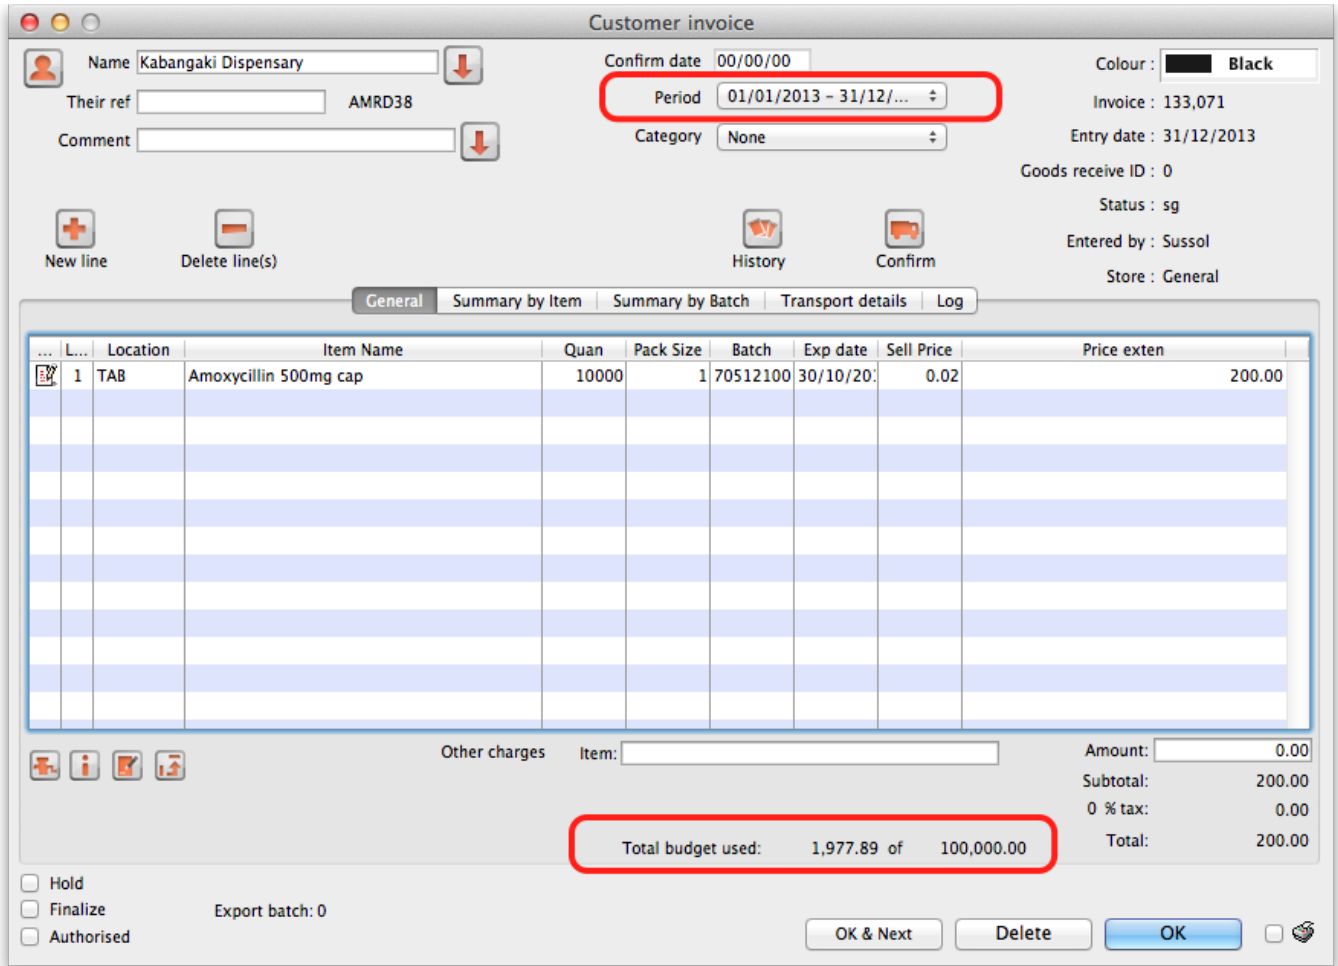 Customer invoice
Name Kabangaki Dispensary
Confirm date 00/00/00
Colour : Black
Their ref AMRD38
Period 01/01/2013 - 31/12/...
Invoice : 133,071
Comment
Category None
Entry date : 31/12/2013
Goods receive ID : 0
Status : sg
New line Delete line(s) History Confirm
Entered by : Sussol
Store : General
General Summary by Item Summary by Batch Transport details Log
... L... Location Item Name Quan Pack Size Batch Exp date Sell Price Price exten
1 TAB Amoxycillin 500mg cap 10000 1 70512100 30/10/20 0.02 200.00
Other charges Item: Amount: 0.00
Subtotal: 200.00
0 % tax: 0.00
Total budget used: 1,977.89 of 100,000.00
Total: 200.00
Hold
Finalize Export batch: 0
Authorised
OK & Next Delete OK